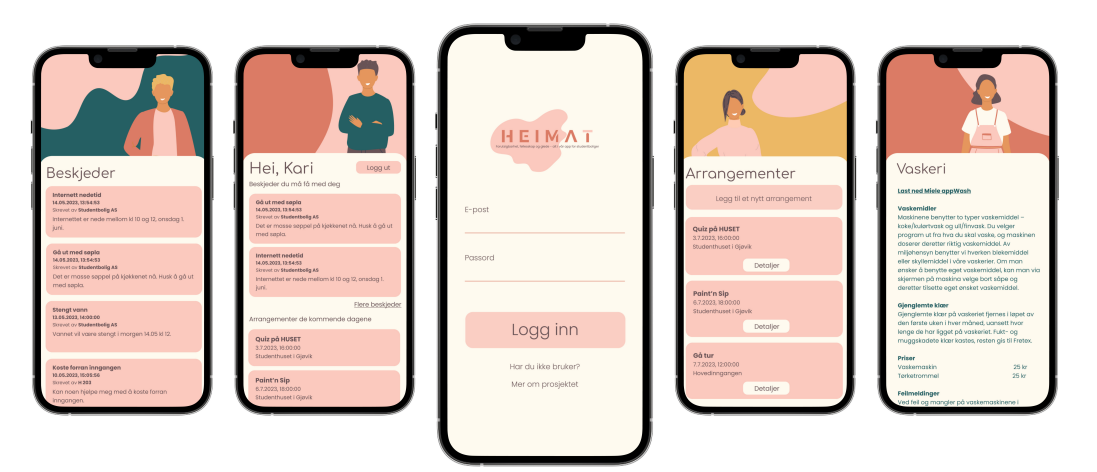 Beskjeder
Internett nedetid
14.05.2023, 13:54:53
Skrevet av Studentbolig AS
Internettet er nede mellom kl 10 og 12, onsdag 1.
juni.
Gå ut med søpla
14.05.2023, 13:54:53
Skrevet av Studentbolig AS
Det er masse søppel på kjøkkenet nå. Husk å gå ut
med søpla.
Stengt vann
13.05.2023, 14:00:00
Skrevet av Studentbolig AS
Vannet vil være stengt i morgen 14.05 kl 12.
Koste forran inngangen
10.05.2023, 15:05:56
Skrevet av H 203
Kan noen hjelpe meg med å koste forran
inngangen.
Hei, Kari
Logg ut
Beskjeder du må få med deg
Gå ut med søpla
14.05.2023, 13:54:53
Skrevet av Studentbolig AS
Det er masse søppel på kjøkkenet nå. Husk å gå ut
med søpla.
Internett nedetid
14.05.2023, 13:54:53
Skrevet av Studentbolig AS
Internettet er nede mellom kl 10 og 12, onsdag 1.
juni.
Flere beskjeder
Arrangementer de kommende dagene
Quiz på HUSET
3.7.2023, 16:00:00
Studenthuset i Gjøvik
Paint'n Sip
6.7.2023, 18:00:00
Studenthuset i Gjøvik
HEIMAT
E-post
Passord
Logg inn
Har du ikke bruker?
Mer om prosjektet
Arrangementer
Legg til et nytt arrangement
Quiz på HUSET
3.7.2023, 16:00:00
Studenthuset i Gjøvik
Detaljer
Paint'n Sip
6.7.2023, 18:00:00
Studenthuset i Gjøvik
Detaljer
Gå tur
7.7.2023, 12:00:00
Hovedinngangen
Detaljer
Vaskeri
Last ned Miele appWash
Vaskemidler
Maskinene benytter to typer vaskemiddel –
koke/kulørtvask og ull/finvask. Du velger
program ut fra hva du skal vaske, og maskinen
doserer deretter riktig vaskemiddel. Av
miljøhensyn benytter vi hverken blekemiddel
eller skyllemiddel i våre vaskerier. Om man
ønsker å benytte eget vaskemiddel, kan man via
skjermen på maskina velge bort såpe og
deretter tilsette eget ønsket vaskemiddel.
Gjenglemte klær
Gjenglemte klær på vaskeriet fjernes i løpet av
den første uken i hver måned, uansett hvor
lenge de har ligget på vaskeriet. Fukt- og
muggskadete klær kastes, resten gis til Fretex.
Priser
Vaskemaskin 25 kr
Tørketrommel 25 kr
Feilmeldinger
Ved feil og mangler på vaskemaskinene i